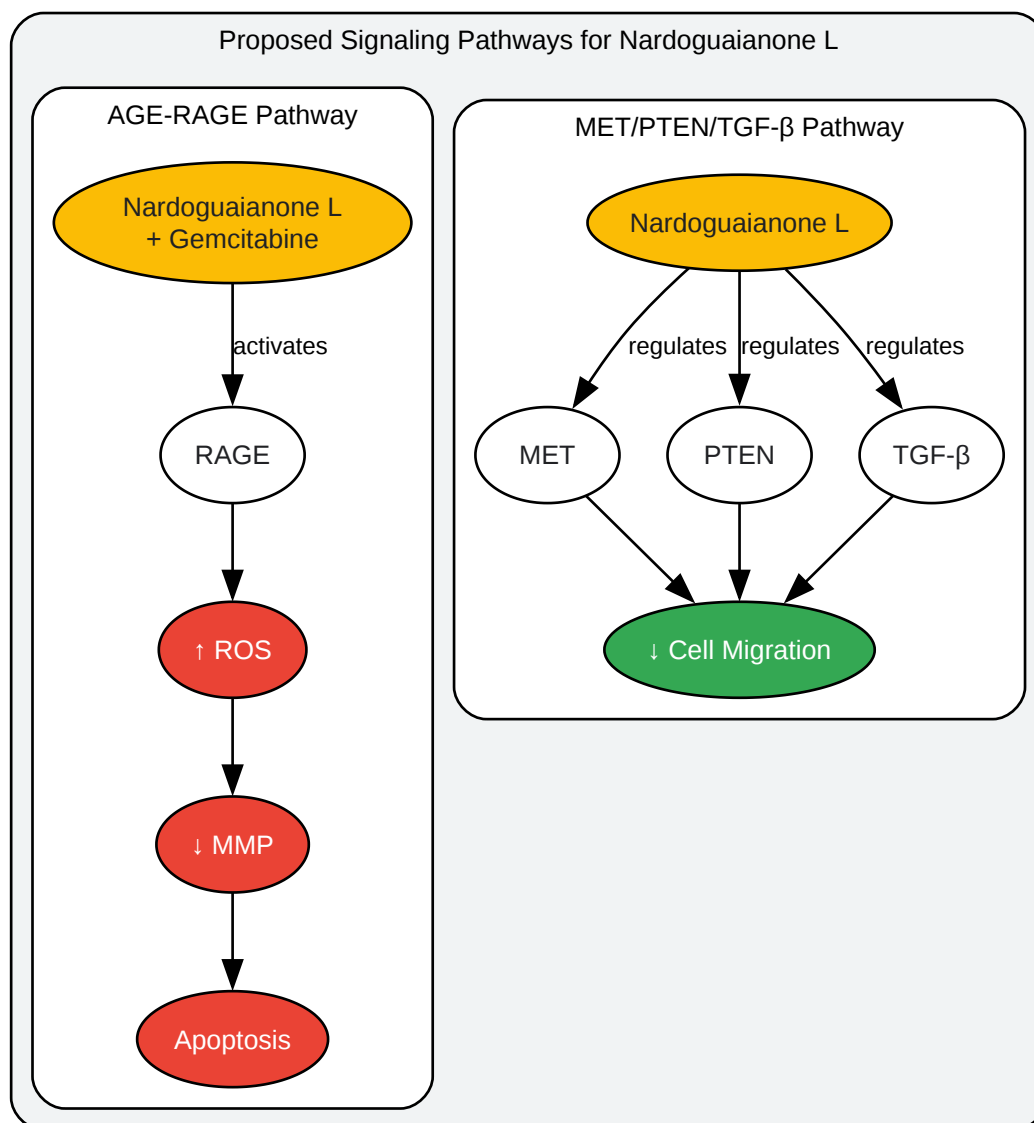 Proposed Signaling Pathways for Nardoguaianone L
AGE-RAGE Pathway
Nardoguaianone L
+ Gemcitabine
activates
RAGE
↑ ROS
↓ MMP
Apoptosis
MET/PTEN/TGF-β Pathway
Nardoguaianone L
regulates
regulates
regulates
MET
PTEN
TGF-β
↓ Cell Migration